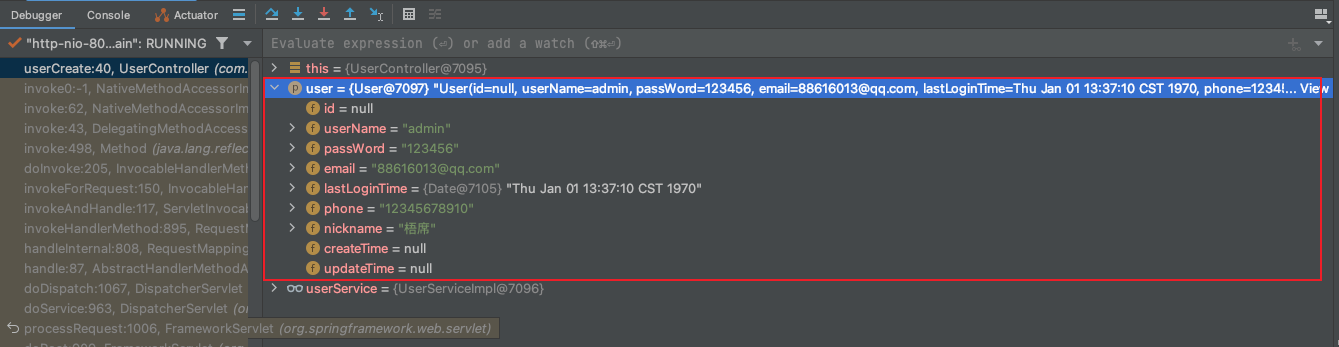 Debugger Console Actuator
"http-nio-80...ain": RUNNING
Evaluate expression (⏎) or add a watch (⇧⌘⏎)
userCreate:40, UserController (com.
invoke0:-1, NativeMethodAccessorIm
invoke:62, NativeMethodAccessorImp
invoke:43, DelegatingMethodAccess
invoke:498, Method (java.lang.reflec
doInvoke:205, InvocableHandlerMeth
invokeForRequest:150, InvocableHan
invokeAndHandle:117, ServletInvocab
invokeHandlerMethod:895, RequestM
handleInternal:808, RequestMapping
handle:87, AbstractHandlerMethodA
doDispatch:1067, DispatcherServlet (
doService:963, DispatcherServlet (or
processRequest:1006, FrameworkServlet (org.springframework.web.servlet)
this = {UserController@7095}
user = {User@7097} "User(id=null, userName=admin, passWord=123456, email=88616013@qq.com, lastLoginTime=Thu Jan 01 13:37:10 CST 1970, phone=1234!... View
id = null
userName = "admin"
passWord = "123456"
email = "88616013@qq.com"
lastLoginTime = {Date@7105} "Thu Jan 01 13:37:10 CST 1970"
phone = "12345678910"
nickname = "梧席"
createTime = null
updateTime = null
userService = {UserServiceImpl@7096}